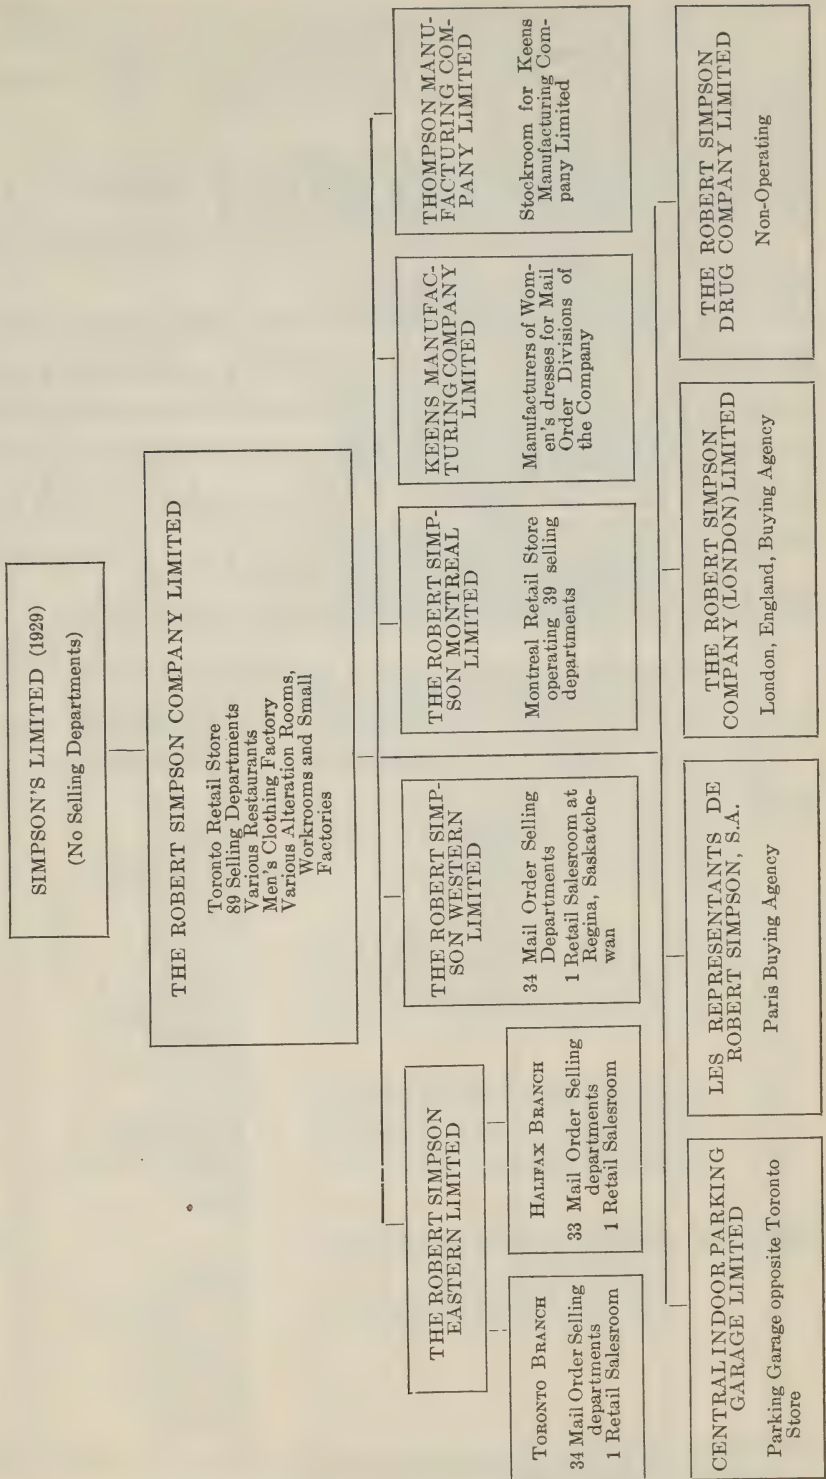 SIMPSON'S LIMITED (1929)
(No Selling Departments)
THE ROBERT SIMPSON COMPANY LIMITED
Toronto Retail Store
89 Selling Departments
Various Restaurants
Men's Clothing Factory
Various Alteration Rooms,
Workrooms and Small
Factories
THE ROBERT SIMPSON
EASTERN LIMITED
TORONTO BRANCH
34 Mail Order Selling
departments
1 Retail Salesroom
HALIFAX BRANCH
33 Mail Order Selling
departments
1 Retail Salesroom
THE ROBERT SIMP-
SON WESTERN
LIMITED
34 Mail Order Selling
Departments
1 Retail Salesroom at
Regina, Saskatche-
wan
THE ROBERT SIMP-
SON MONTREAL
LIMITED
Montreal Retail Store
operating 39 selling
departments
KEENS MANUFAC-
TURING COMPANY
LIMITED
Manufacturers of Wom-
en's dresses for Mail
Order Divisions of
the Company
THOMPSON MANU-
FACTURING COM-
PANY LIMITED
Stockroom for Keens
Manufacturing Com-
pany Limited
CENTRAL INDOOR PARKING
GARAGE LIMITED
Parking Garage opposite Toronto
Store
LES REPRESENTANTS DE
ROBERT SIMPSON, S.A.
Paris Buying Agency
THE ROBERT SIMPSON
COMPANY (LONDON) LIMITED
London, England, Buying Agency
THE ROBERT SIMPSON
DRUG COMPANY LIMITED
Non-Operating